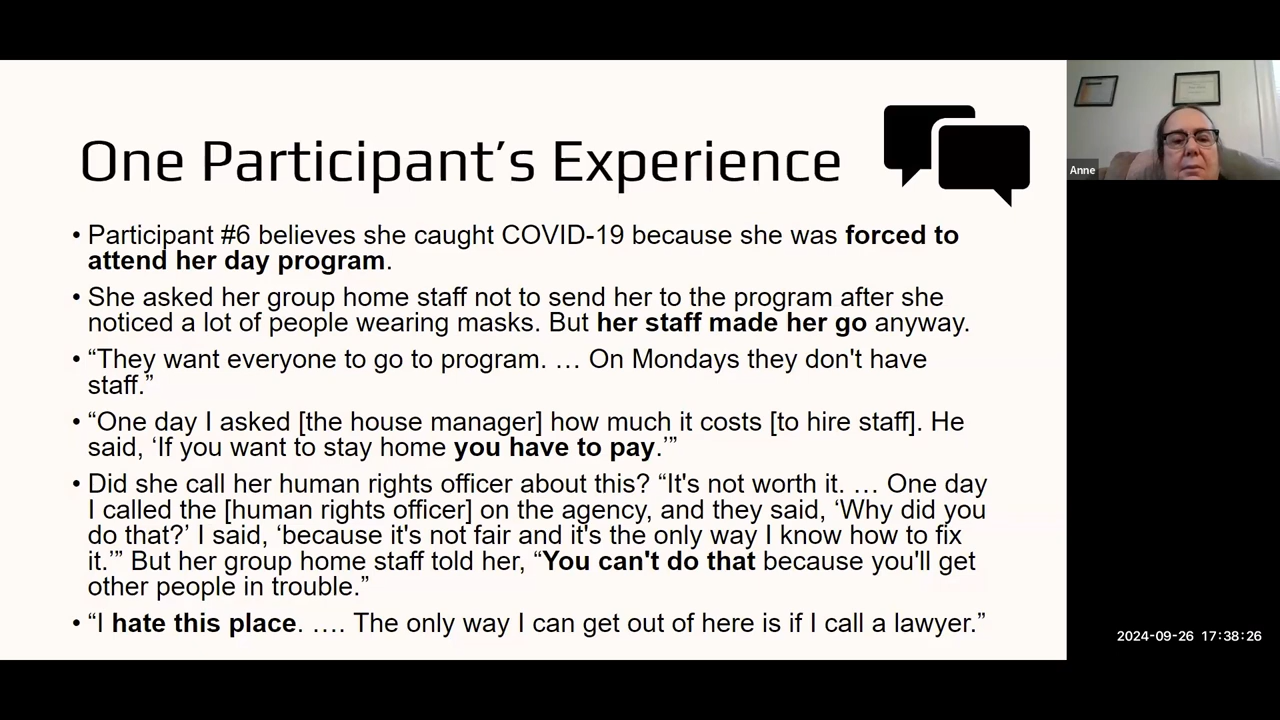 One Participant’s Experience
• Participant #6 believes she caught COVID-19 because she was forced to
attend her day program.
• She asked her group home staff not to send her to the program after she
noticed a lot of people wearing masks. But her staff made her go anyway.
• “They want everyone to go to program. … On Mondays they don't have
staff.”
• “One day I asked [the house manager] how much it costs [to hire staff]. He
said, ‘If you want to stay home you have to pay.’”
• Did she call her human rights officer about this? “It's not worth it. … One day
I called the [human rights officer] on the agency, and they said, ‘Why did you
do that?’ I said, ‘because it's not fair and it's the only way I know how to fix
it.’” But her group home staff told her, “You can't do that because you'll get
other people in trouble.”
• “I hate this place. …. The only way I can get out of here is if I call a lawyer.”
Anne
2024-09-26 17:38:26